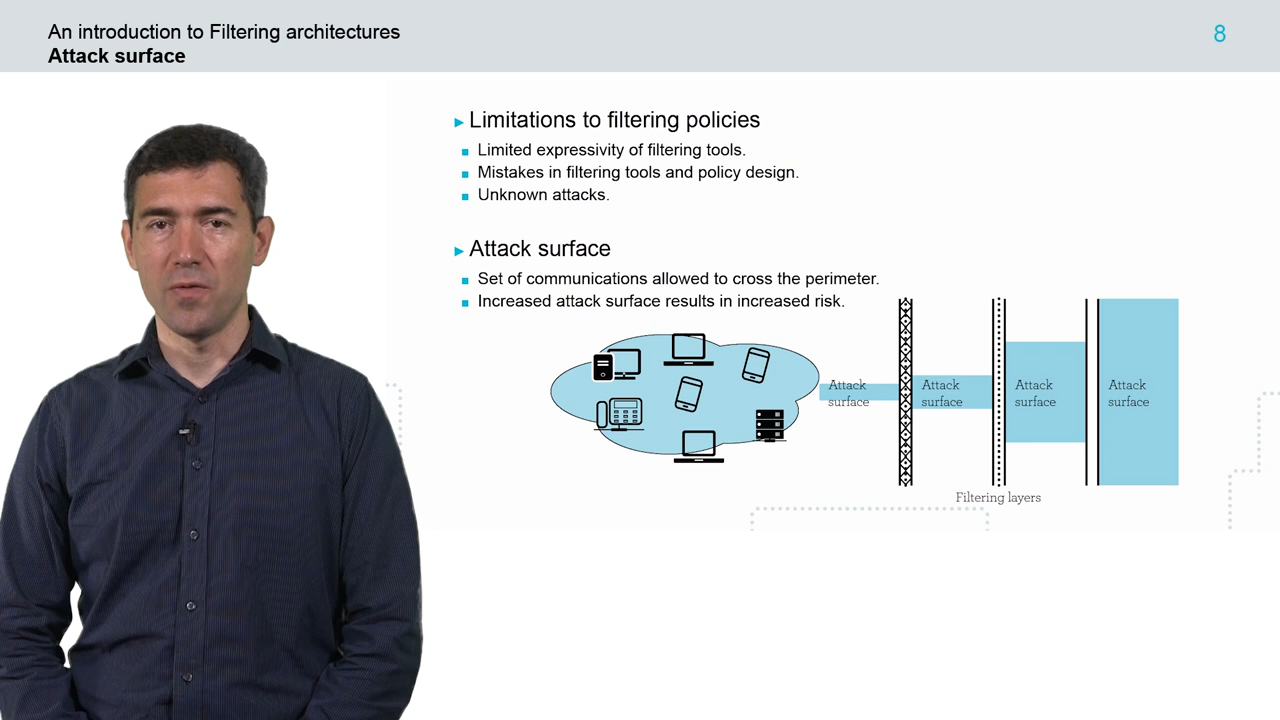 An introduction to Filtering architectures
Attack surface
8
Limitations to filtering policies
Limited expressivity of filtering tools.
Mistakes in filtering tools and policy design.
Unknown attacks.
Attack surface
Set of communications allowed to cross the perimeter.
Increased attack surface results in increased risk.
Attack
surface
Attack
surface
Attack
surface
Attack
surface
Filtering layers